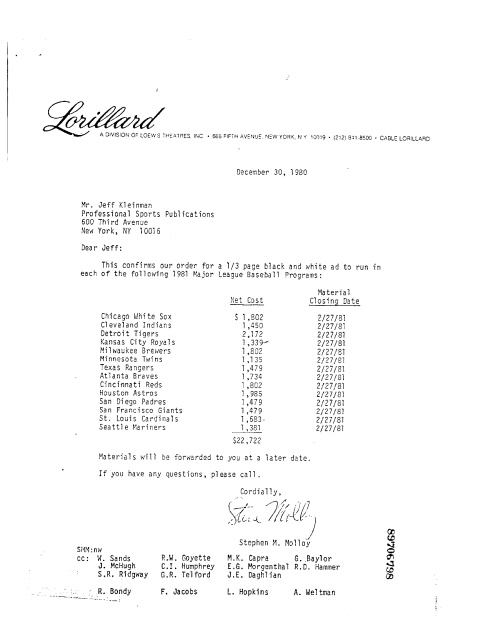 Lorillard
A DIVISION OF LOEWS THEATRES, INC. • 666 FIFTH AVENUE, NEW YORK, N.Y. 10019 • (212) 841-8500 • CABLE LORILLARD
December 30, 1980
Mr. Jeff Kleinman
Professional Sports Publications
600 Third Avenue
New York, NY 10016
Dear Jeff:
This confirms our order for a 1/3 page black and white ad to run in
each of the following 1981 Major League Baseball Programs:
Net Cost Material Closing Date
Chicago White Sox $ 1,802 2/27/81
Cleveland Indians 1,450 2/27/81
Detroit Tigers 2,172 2/27/81
Kansas City Royals 1,339 2/27/81
Milwaukee Brewers 1,802 2/27/81
Minnesota Twins 1,135 2/27/81
Texas Rangers 1,479 2/27/81
Atlanta Braves 1,734 2/27/81
Cincinnati Reds 1,802 2/27/81
Houston Astros 1,985 2/27/81
San Diego Padres 1,479 2/27/81
San Francisco Giants 1,479 2/27/81
St. Louis Cardinals 1,683 2/27/81
Seattle Mariners 1,381 2/27/81
$22,722
Materials will be forwarded to you at a later date.
If you have any questions, please call.
Cordially,
Steve Molloy
Stephen M. Molloy
SMM:nw
cc: W. Sands R.W. Goyette M.K. Capra G. Baylor
J. McHugh C.I. Humphrey E.G. Morgenthal R.D. Hammer
S.R. Ridgway G.R. Telford J.E. Daghlian
R. Bondy F. Jacobs L. Hopkins A. Weltman
89706798